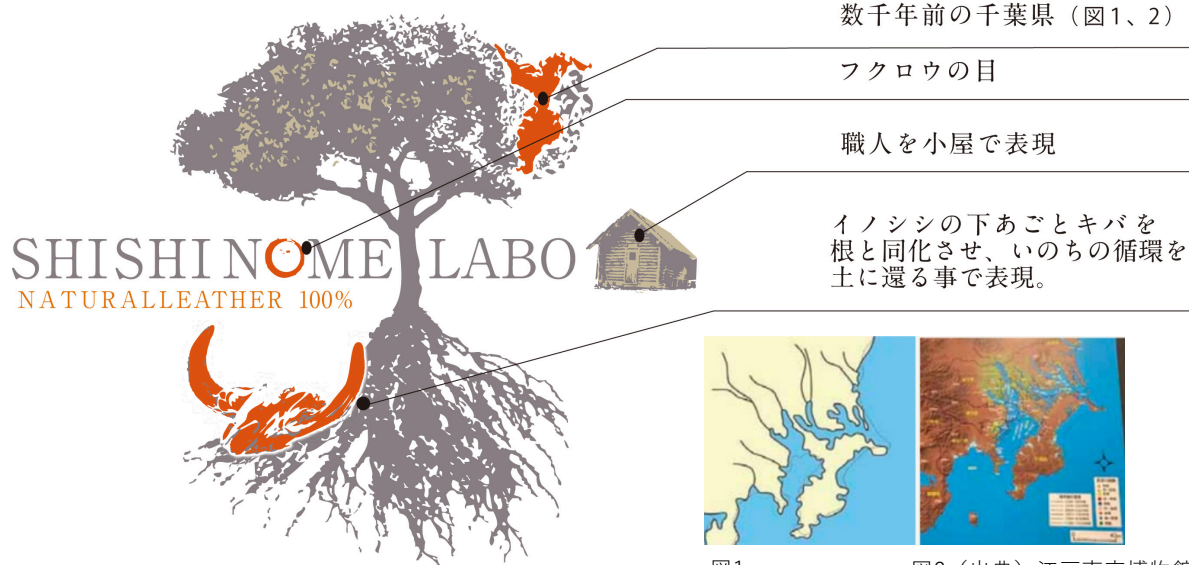 数千年前の千葉県（図1、2）
フクロウの目
職人を小屋で表現
イノシシの下あごとキバを
根と同化させ、いのちの循環を
土に還る事で表現。
SHISHINOME LABO
NATURALLEATHER 100%
図1
図2（出典）江戸東京博物館